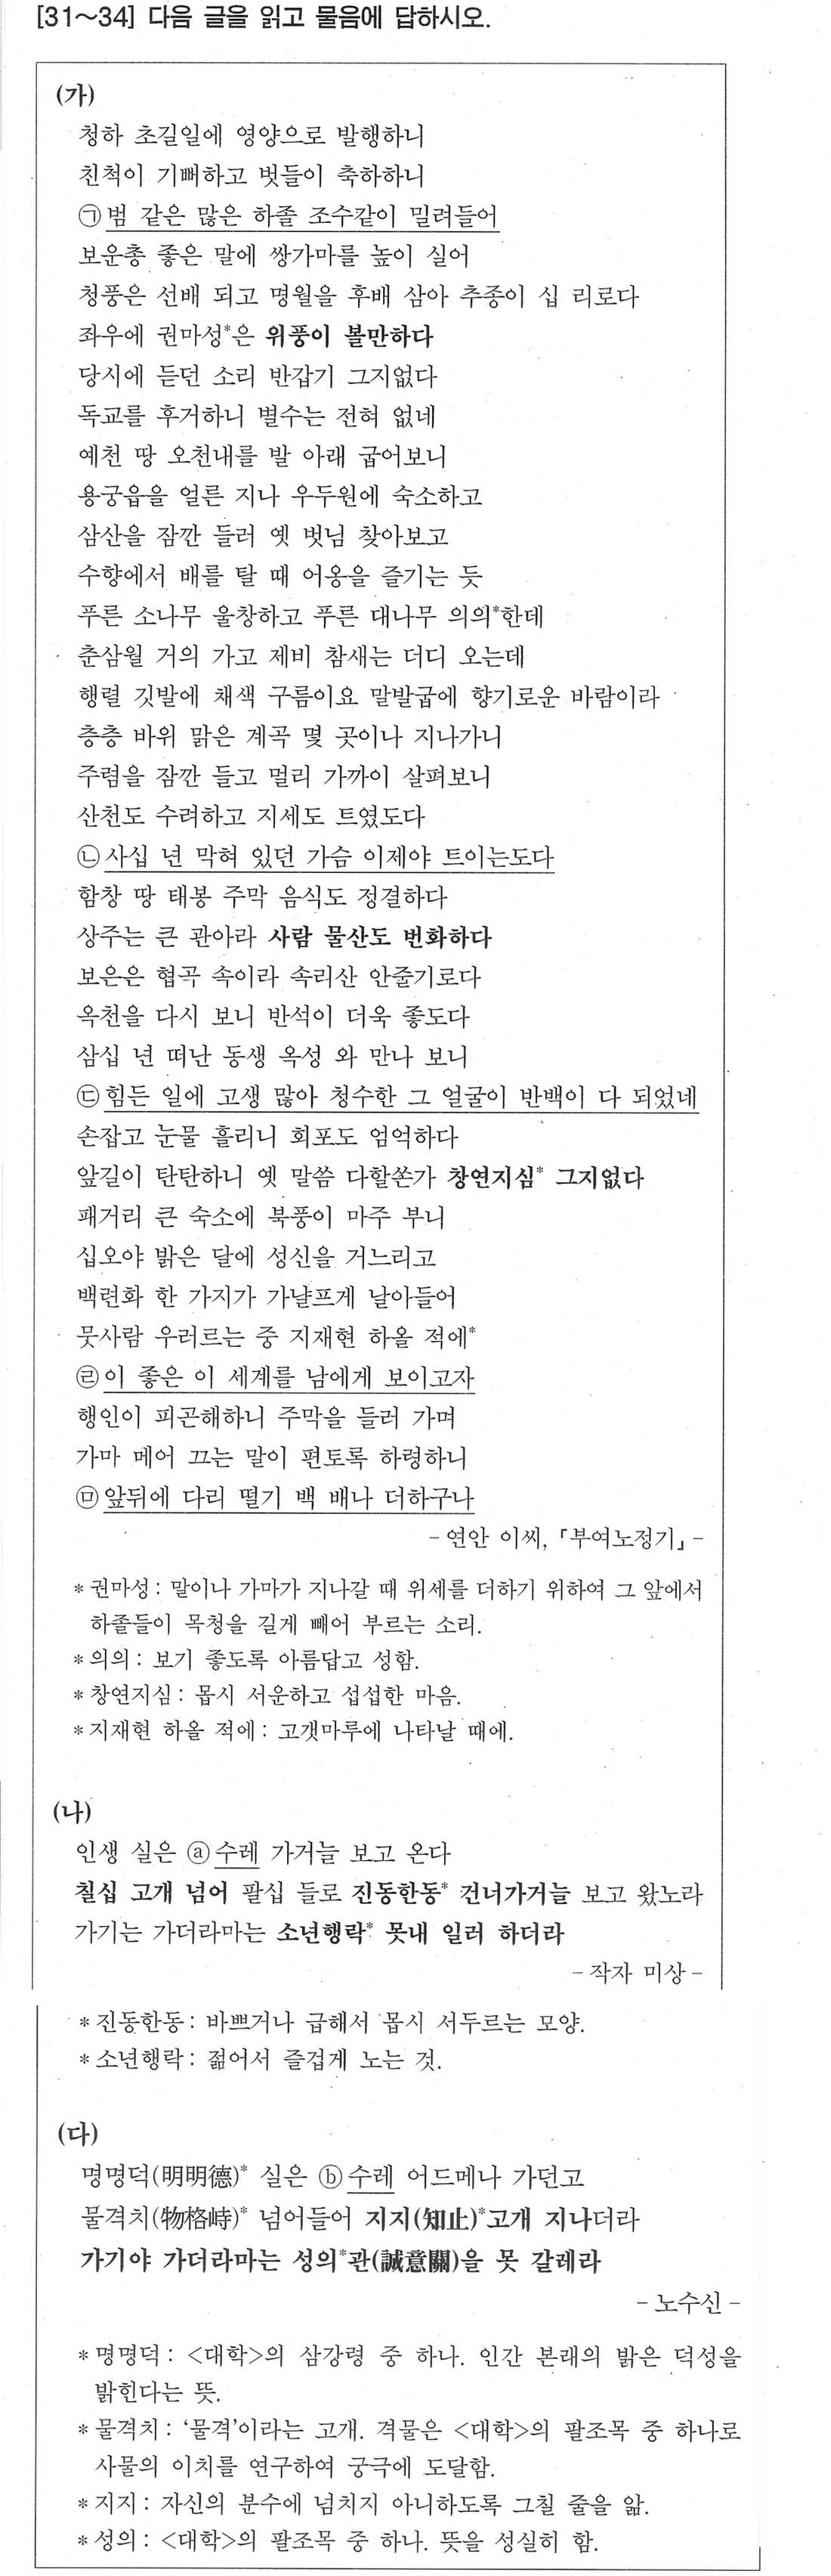 [31~34] 다음 글을 읽고 물음에 답하시오.
(가)
청하 초길일에 영양으로 발행하니
친척이 기뻐하고 벗들이 축하하니
㉠범 같은 많은 하졸 조수같이 밀려들어
보운총 좋은 말에 쌍가마를 높이 실어
청풍은 선배 되고 명월을 후배 삼아 추종이 십 리로다
좌우에 권마성*은 위풍이 볼만하다
당시에 듣던 소리 반갑기 그지없다
독교를 후거하니 별수는 전혀 없네
예천 땅 오천내를 발 아래 굽어보니
용궁읍을 얼른 지나 우두원에 숙소하고
삼산을 잠깐 들러 옛 벗님 찾아보고
수향에서 배를 탈 때 어옹을 즐기는 듯
푸른 소나무 울창하고 푸른 대나무 의의*한데
춘삼월 거의 가고 제비 참새는 더디 오는데
행렬 깃발에 채색 구름이요 말발굽에 향기로운 바람이라
층층 바위 맑은 계곡 몇 곳이나 지나가니
주렴을 잠깐 들고 멀리 가까이 살펴보니
산천도 수려하고 지세도 트였도다
㉡사십 년 막혀 있던 가슴 이제야 트이는도다
함창 땅 태봉 주막 음식도 정결하다
상주는 큰 관아라 사람 물산도 번화하다
보은은 협곡 속이라 속리산 안줄기로다
옥천을 다시 보니 반석이 더욱 좋도다
삼십 년 떠난 동생 옥성 와 만나 보니
㉢힘든 일에 고생 많아 청수한 그 얼굴이 반백이 다 되었네
손잡고 눈물 흘리니 회포도 엄억하다
앞길이 탄탄하니 옛 말씀 다할쏜가 창연지심* 그지없다
패거리 큰 숙소에 북풍이 마주 부니
십오야 밝은 달에 성신을 거느리고
백련화 한 가지가 가냘프게 날아들어
뭇사람 우러르는 중 지재현 하올 적에*
㉣이 좋은 이 세계를 남에게 보이고자
행인이 피곤해하니 주막을 들러 가며
가마 메어 끄는 말이 편토록 하령하니
㉤앞뒤에 다리 떨기 백 배나 더하구나
- 연안 이씨, 「부여노정기」 -
* 권마성 : 말이나 가마가 지나갈 때 위세를 더하기 위하여 그 앞에서
하졸들이 목청을 길게 빼어 부르는 소리.
* 의의 : 보기 좋도록 아름답고 성함.
* 창연지심 : 몹시 서운하고 섭섭한 마음.
* 지재현 하올 적에 : 고갯마루에 나타날 때에.
(나)
인생 실은 ⓐ수레 가거늘 보고 온다
칠십 고개 넘어 팔십 들로 진동한동* 건너가거늘 보고 왔노라
가기는 가더라마는 소년행락* 못내 일러 하더라
- 작자 미상 -
* 진동한동 : 바쁘거나 급해서 몹시 서두르는 모양.
* 소년행락 : 젊어서 즐겁게 노는 것.
(다)
명명덕(明明德)* 실은 ⓑ수레 어드메나 가던고
물격치(物格峙)* 넘어들어 지지(知止)*고개 지나더라
가기야 가더라마는 성의*관(誠意關)을 못 갈레라
- 노수신 -
* 명명덕 : <대학>의 삼강령 중 하나. 인간 본래의 밝은 덕성을
밝힌다는 뜻.
* 물격치 : ‘물격’이라는 고개. 격물은 <대학>의 팔조목 중 하나로
사물의 이치를 연구하여 궁극에 도달함.
* 지지 : 자신의 분수에 넘치지 아니하도록 그칠 줄을 앎.
* 성의 : <대학>의 팔조목 중 하나. 뜻을 성실히 함.